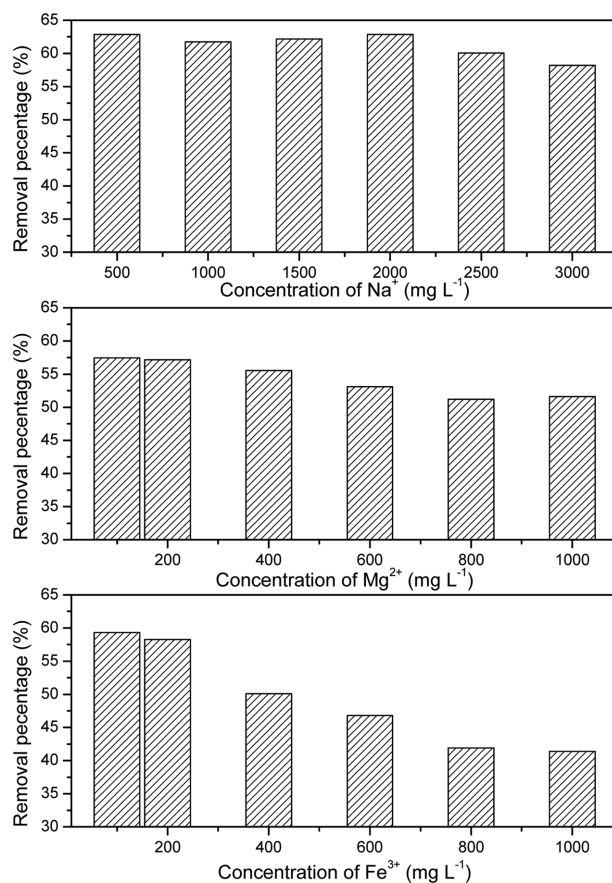 Removal pecentage (%)
65
60
55
50
45
40
35
30
500 1000 1500 2000 2500 3000
Concentration of Na⁺ (mg L⁻¹)
Removal percentage (%)
65
60
55
50
45
40
35
30
200 400 600 800 1000
Concentration of Mg²⁺ (mg L⁻¹)
Removal pecentage (%)
65
60
55
50
45
40
35
30
200 400 600 800 1000
Concentration of Fe³⁺ (mg L⁻¹)